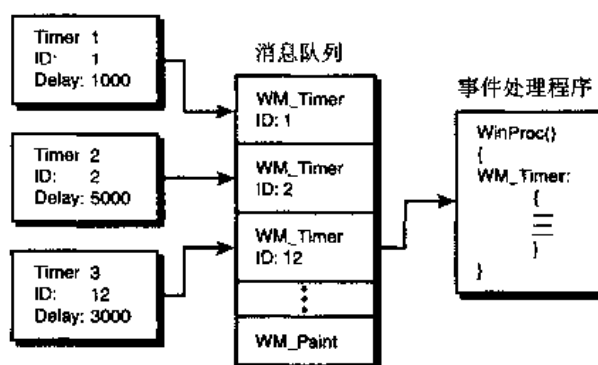 Timer 1
ID: 1
Delay: 1000
Timer 2
ID: 2
Delay: 5000
Timer 3
ID: 12
Delay: 3000
消息队列
WM_Timer
ID: 1
WM_Timer
ID: 2
WM_Timer
ID: 12
WM_Paint
事件处理程序
WinProc()
{
WM_Timer:
{
}
}